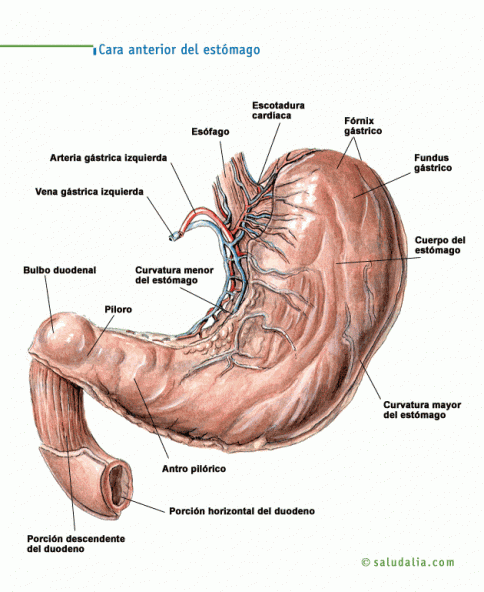 Cara anterior del estómago
Escotadura
cardiaca
Esófago
Fórnix
gástrico
Arteria gástrica izquierda
Fundus
gástrico
Vena gástrica izquierda
Cuerpo del
estómago
Bulbo duodenal
Curvatura menor
del estómago
Píloro
Curvatura mayor
del estómago
Antro pilórico
Porción horizontal del duodeno
Porción descendente
del duodeno
© saludalia.com